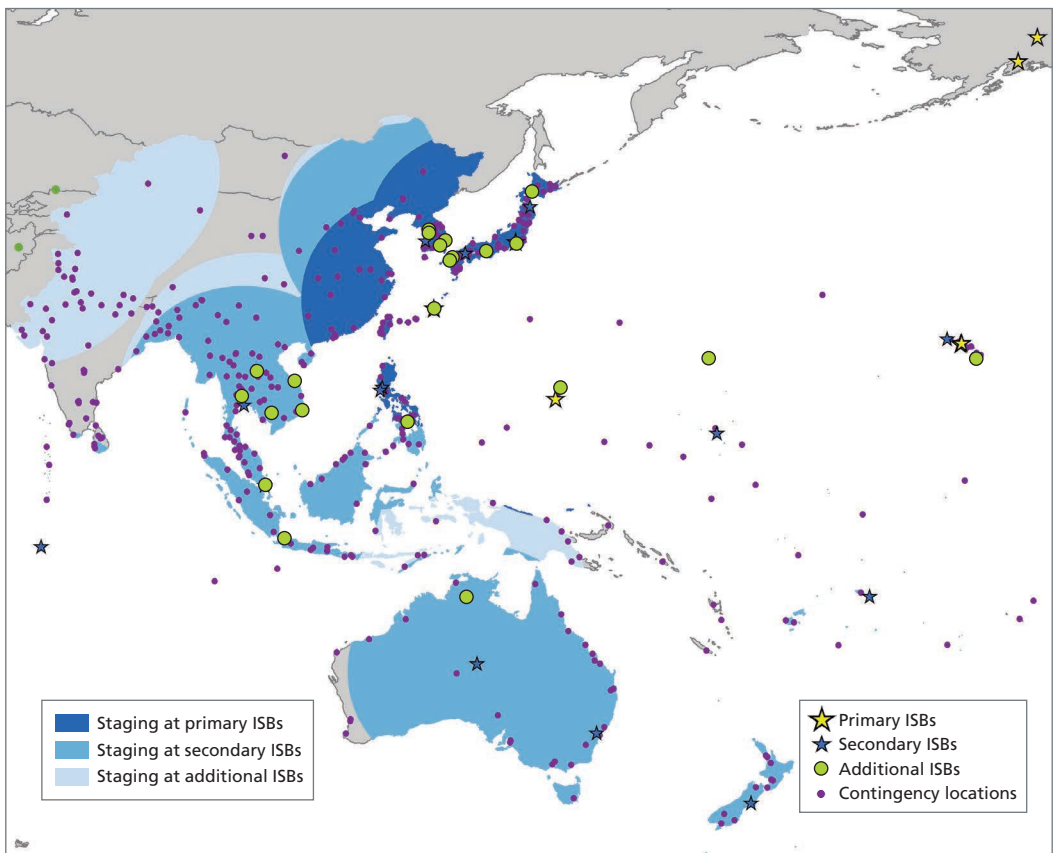 Staging at primary ISBs
Staging at secondary ISBs
Staging at additional ISBs
Primary ISBs
Secondary ISBs
Additional ISBs
Contingency locations